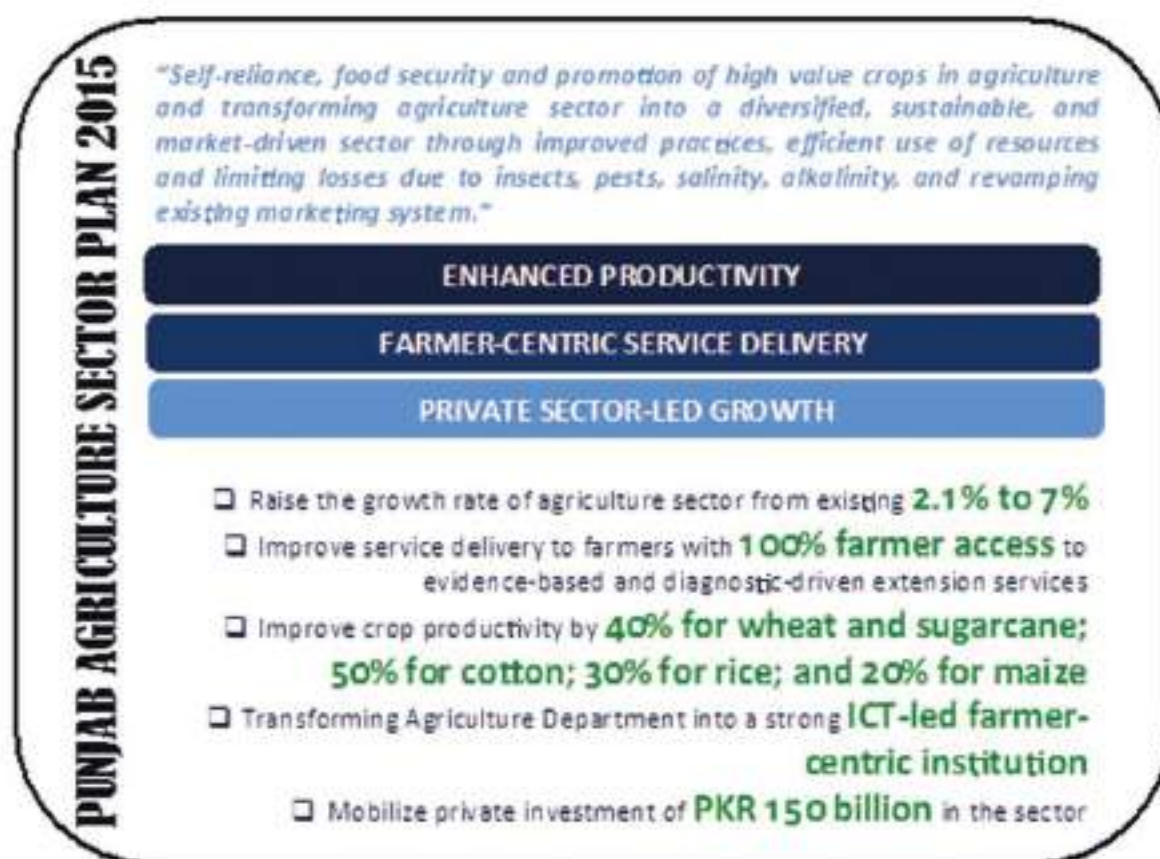 PUNJAB AGRICULTURE SECTOR PLAN 2015
"Self-reliance, food security and promotion of high value crops in agriculture
and transforming agriculture sector into a diversified, sustainable, and
market-driven sector through improved practices, efficient use of resources
and limiting losses due to insects, pests, salinity, alkalinity, and revamping
existing marketing system."
ENHANCED PRODUCTIVITY
FARMER-CENTRIC SERVICE DELIVERY
PRIVATE SECTOR-LED GROWTH
❑ Raise the growth rate of agriculture sector from existing 2.1% to 7%
❑ Improve service delivery to farmers with 100% farmer access to
evidence-based and diagnostic-driven extension services
❑ Improve crop productivity by 40% for wheat and sugarcane;
50% for cotton; 30% for rice; and 20% for maize
❑ Transforming Agriculture Department into a strong ICT-led farmer-
centric institution
❑ Mobilize private investment of PKR 150 billion in the sector